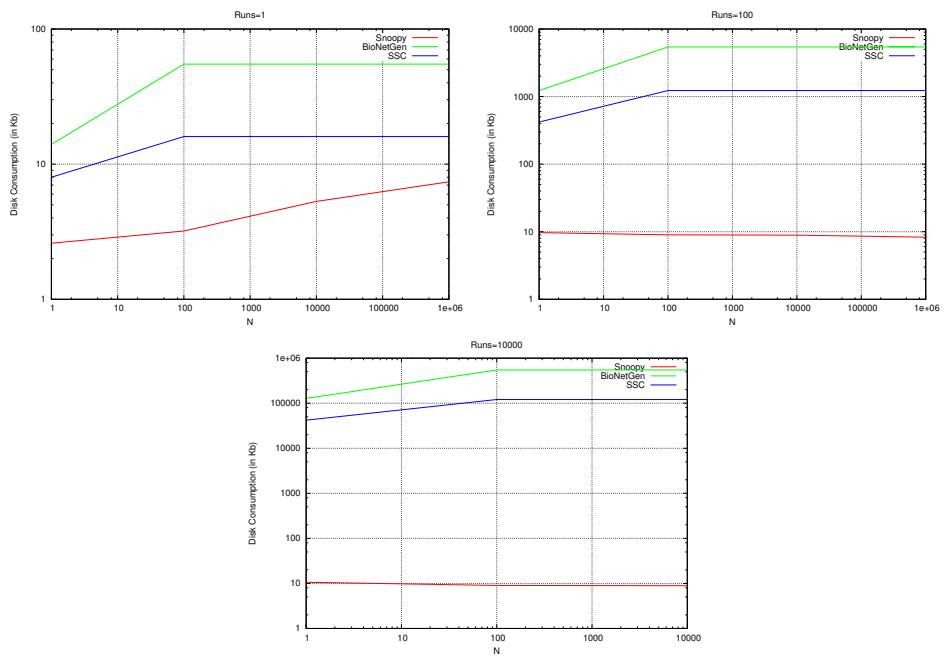 Runs=1
100
10
1
Disk Consumption (in Kb)
Snoopy
BioNetGen
SSC
1 10 100 1000 10000 100000 1e+06
N
Runs=100
10000
1000
100
10
1
Disk Consumption (in Kb)
Snoopy
BioNetGen
SSC
1 10 100 1000 10000 100000 1e+06
N
Runs=10000
1e+06
100000
10000
1000
100
10
1
Disk Consumption (in Kb)
Snoopy
BioNetGen
SSC
1 10 100 1000 10000
N